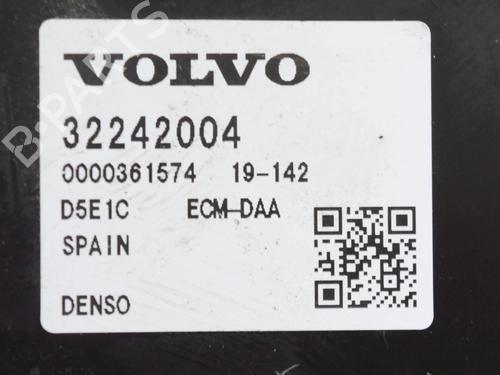 VOLVO
32242004
0000361574 19-142
D5E1C ECM-DAA
SPAIN
DENSO
B-PARTS